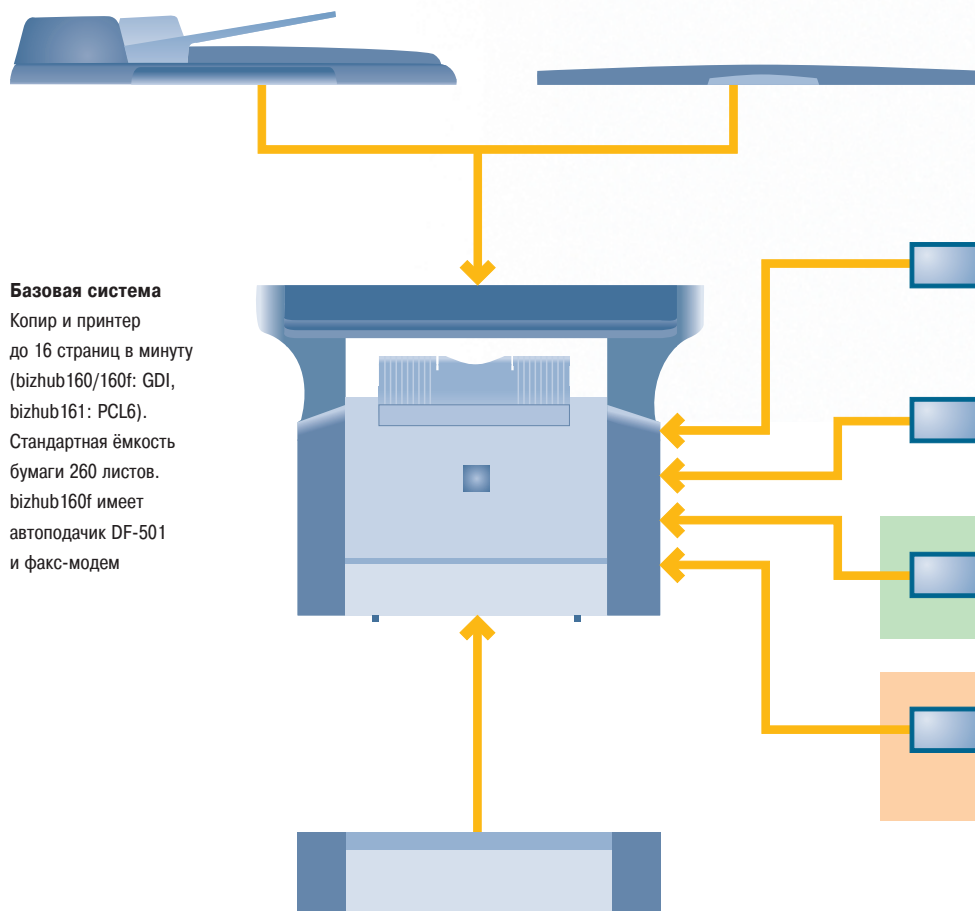 Базовая система
Копир и принтер
до 16 страниц в минуту
(bizhub160/160f: GDI,
bizhub161: PCL6).
Стандартная ёмкость
бумаги 260 листов.
bizhub160f имеет
автоподачик DF-501
и факс-модем